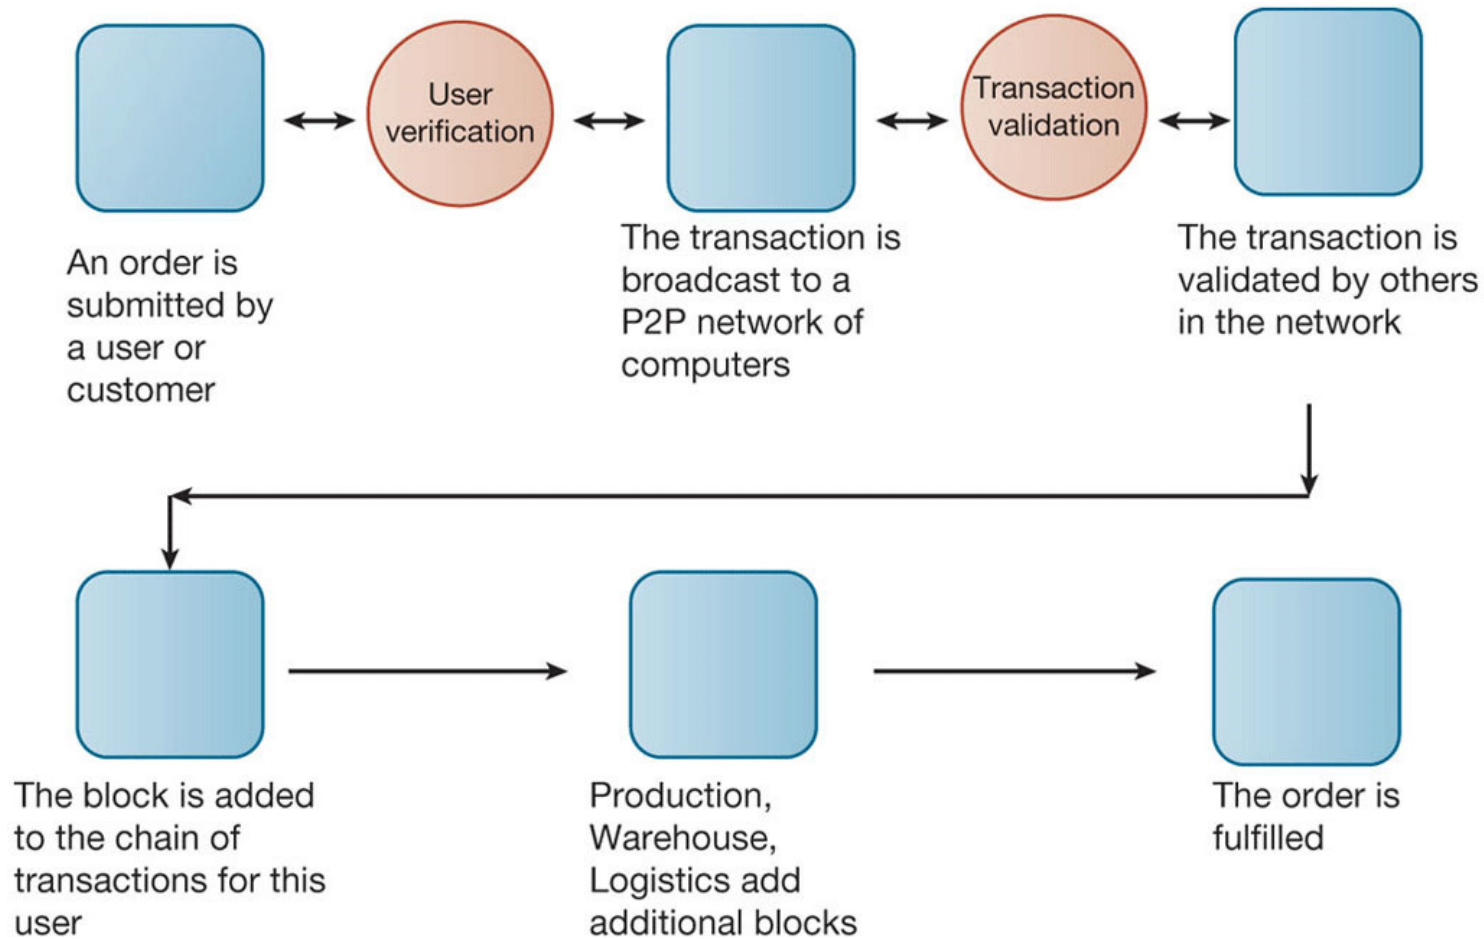 User
verification
Transaction
validation
An order is
submitted by
a user or
customer
The transaction is
broadcast to a
P2P network of
computers
The transaction is
validated by others
in the network
The block is added
to the chain of
transactions for this
user
Production,
Warehouse,
Logistics add
additional blocks
The order is
fulfilled